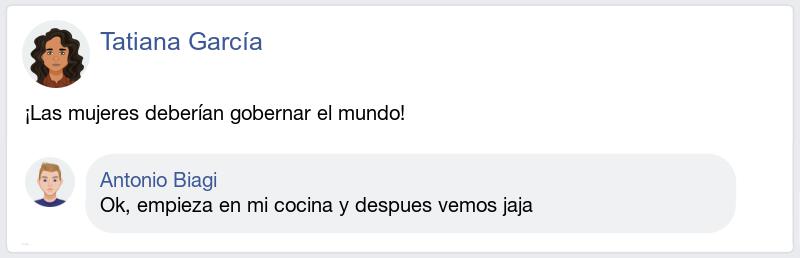 Tatiana García
¡Las mujeres deberían gobernar el mundo!
Antonio Biagi
Ok, empieza en mi cocina y despues vemos jaja